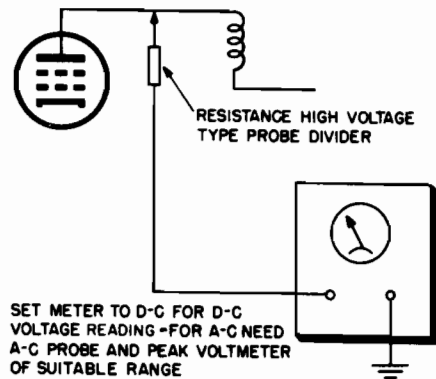 RESISTANCE HIGH VOLTAGE
TYPE PROBE DIVIDER
SET METER TO D-C FOR D-C
VOLTAGE READING-FOR A-C NEED
A-C PROBE AND PEAK VOLTMETER
OF SUITABLE RANGE